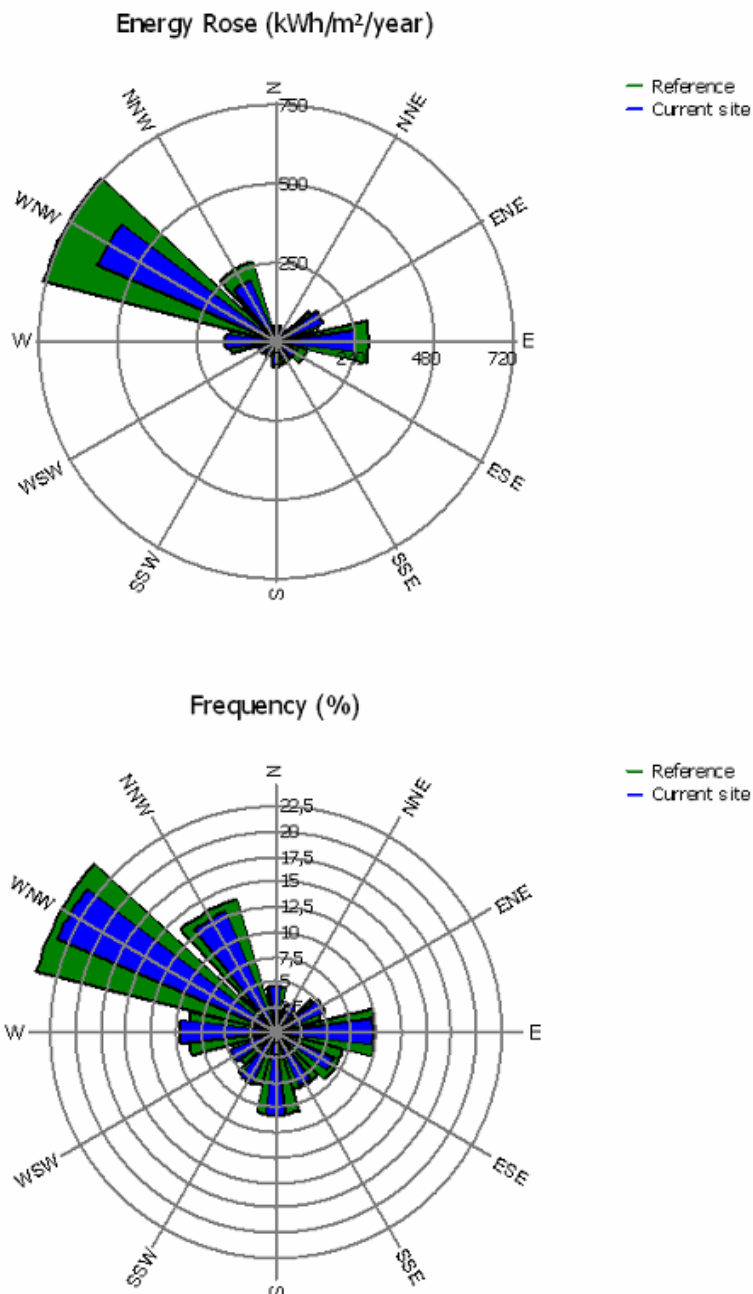 Energy Rose (kWh/m²/year)
Reference
Current site
N
750
NNW
NNE
500
WNW
ENE
250
W
E
480
720
WSW
ESE
SSW
SSE
S
Frequency (%)
Reference
Current site
N
NNW
NNE
22,5
20
17,5
15
WNW
ENE
12,5
10
7,5
5
W
E
WSW
ESE
SSW
SSE
S